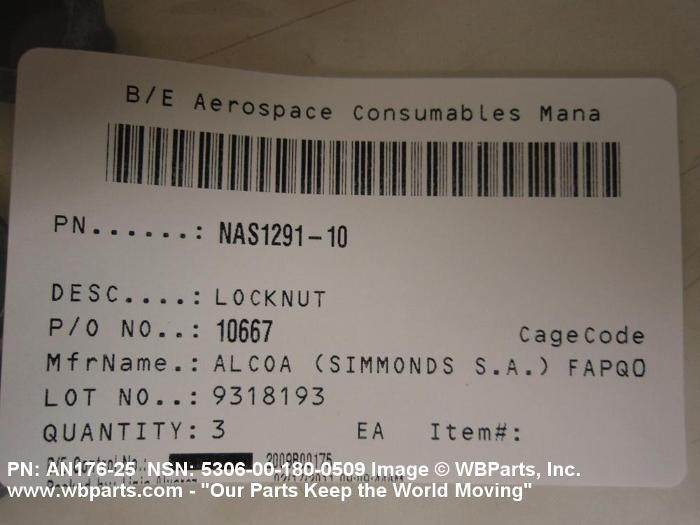 B/E Aerospace Consumables Mana
PN......: NAS1291-10
DESC....: LOCKNUT
P/O NO..: 10667 CageCode
MfrName.: ALCOA (SIMMONDS S.A.) FAPQ0
LOT NO..: 9318193
QUANTITY: 3 EA Item#:
2009B00175
PN: AN176-25 NSN: 5306-00-180-0509 Image © WBParts, Inc.
www.wbparts.com - "Our Parts Keep the World Moving"